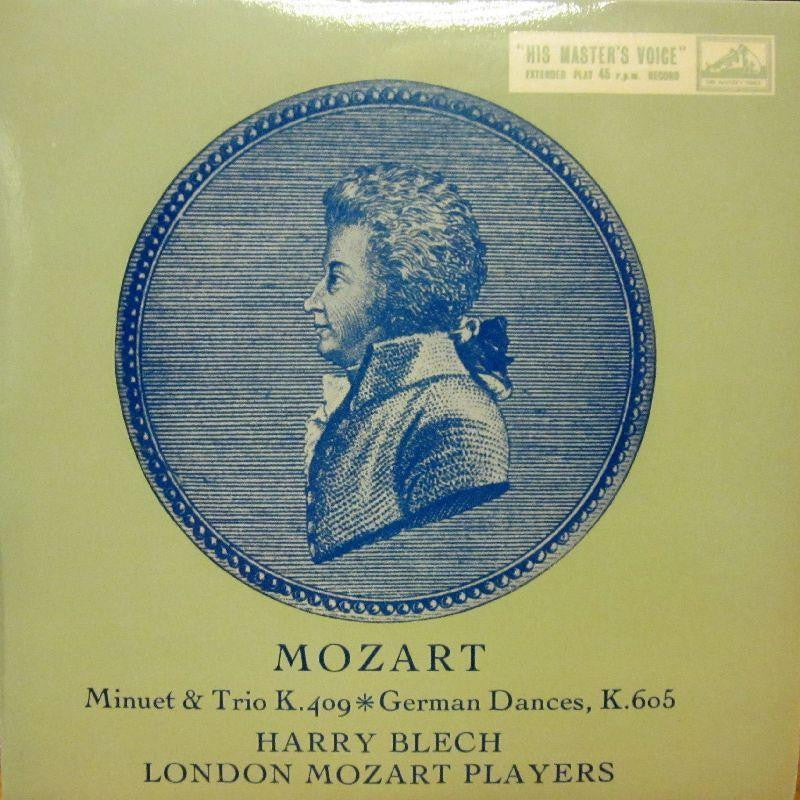 "HIS MASTER'S VOICE"
EXTENDED PLAY 45 r.p.m. RECORD
MOZART
Minuet & Trio K.409 * German Dances, K.605
HARRY BLECH
LONDON MOZART PLAYERS